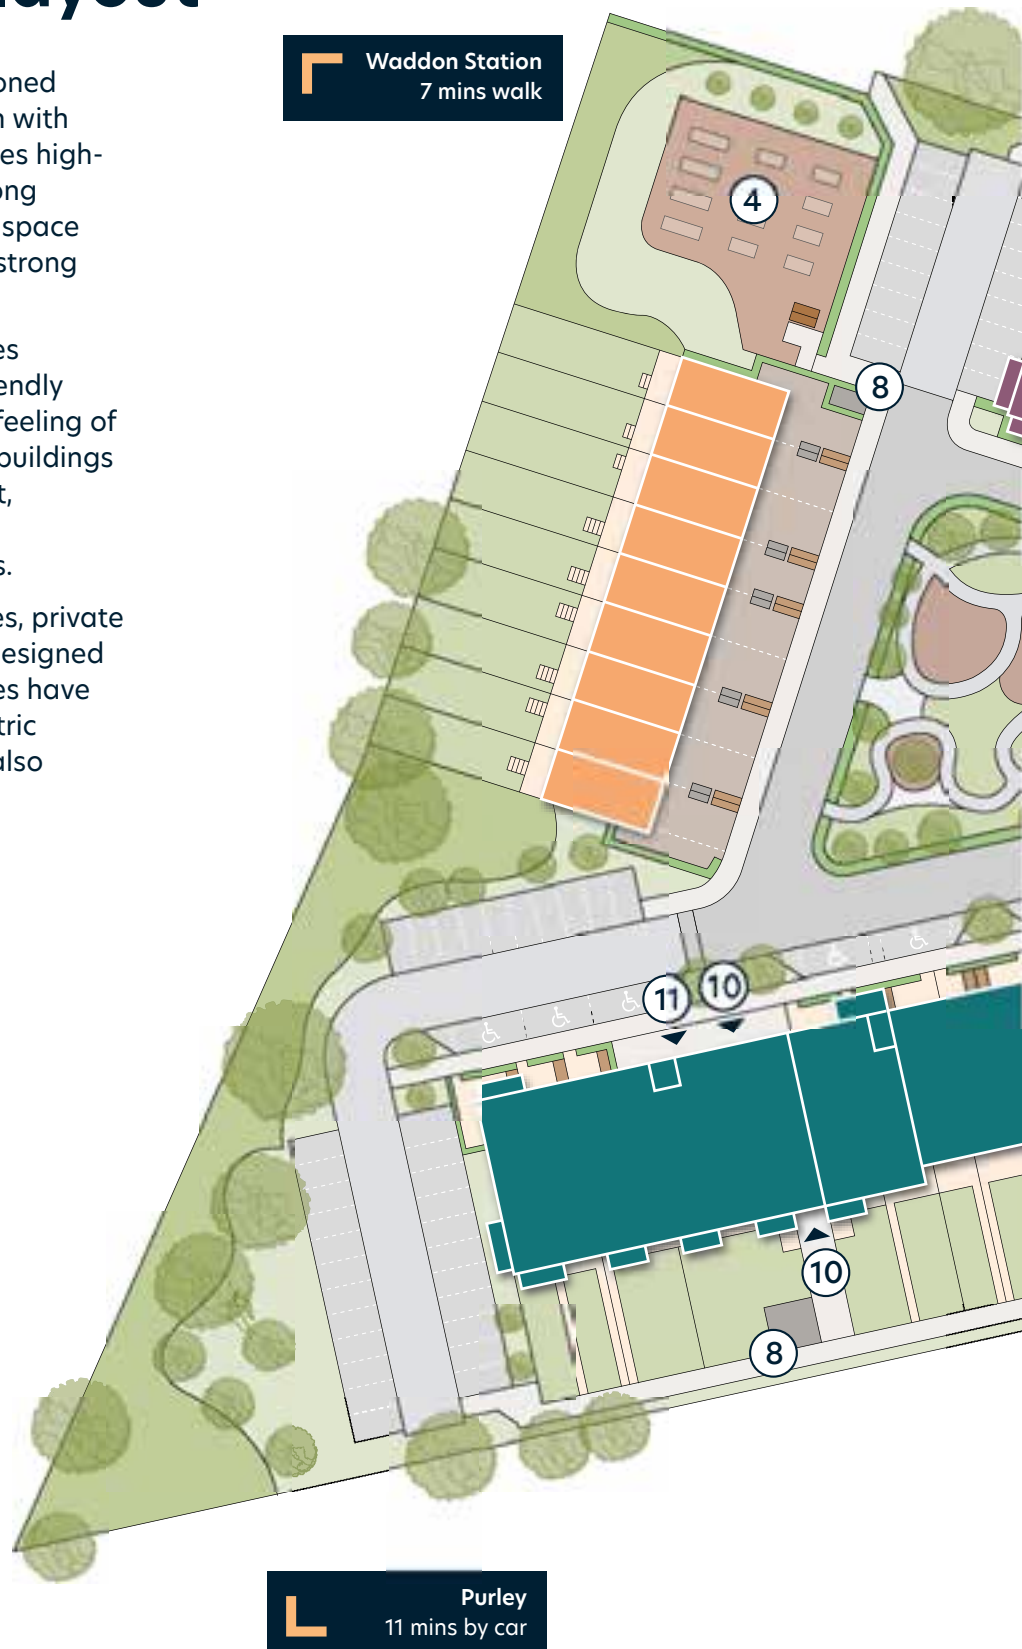 oned
n with
es high-
ong
space
strong
es
endly
feeling of
buildings
t,
s.
es, private
esigned
es have
tric
also
Waddon Station
7 mins walk
4
8
11
10
10
8
Purley
11 mins by car